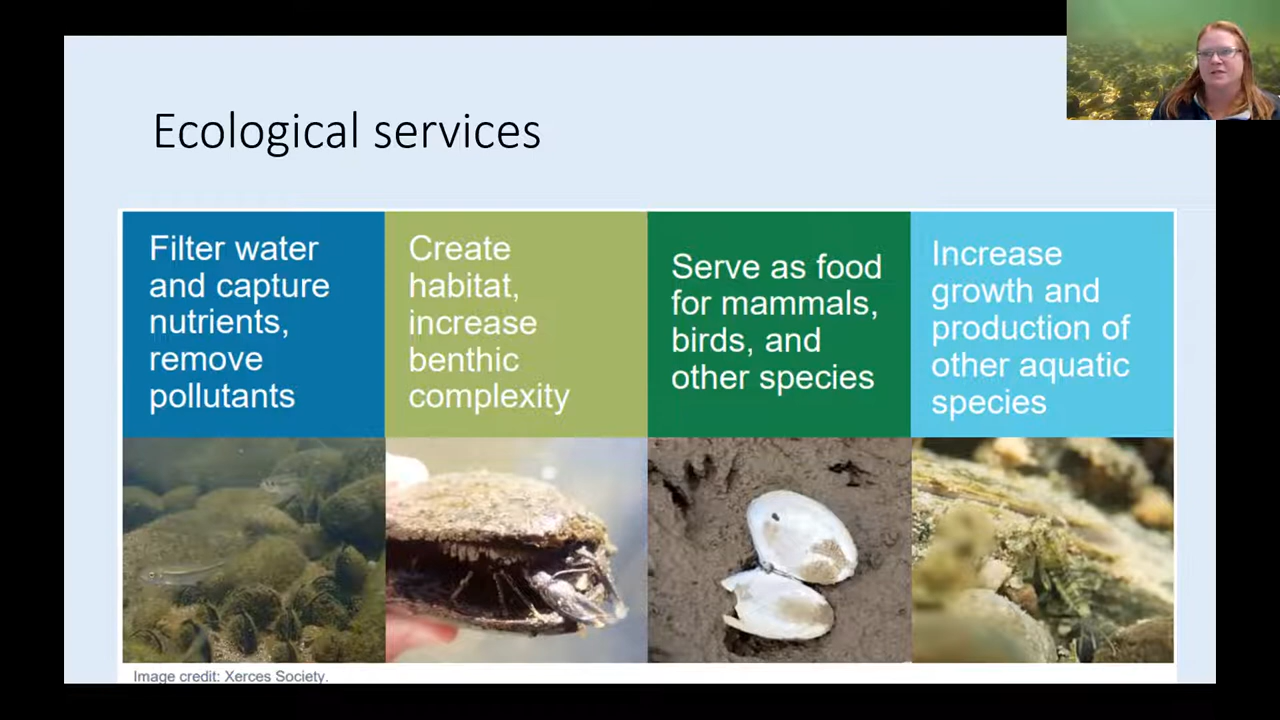 Ecological services
Filter water
and capture
nutrients,
remove
pollutants
Create
habitat,
increase
benthic
complexity
Serve as food
for mammals,
birds, and
other species
Increase
growth and
production of
other aquatic
species
Image credit: Xerces Society.